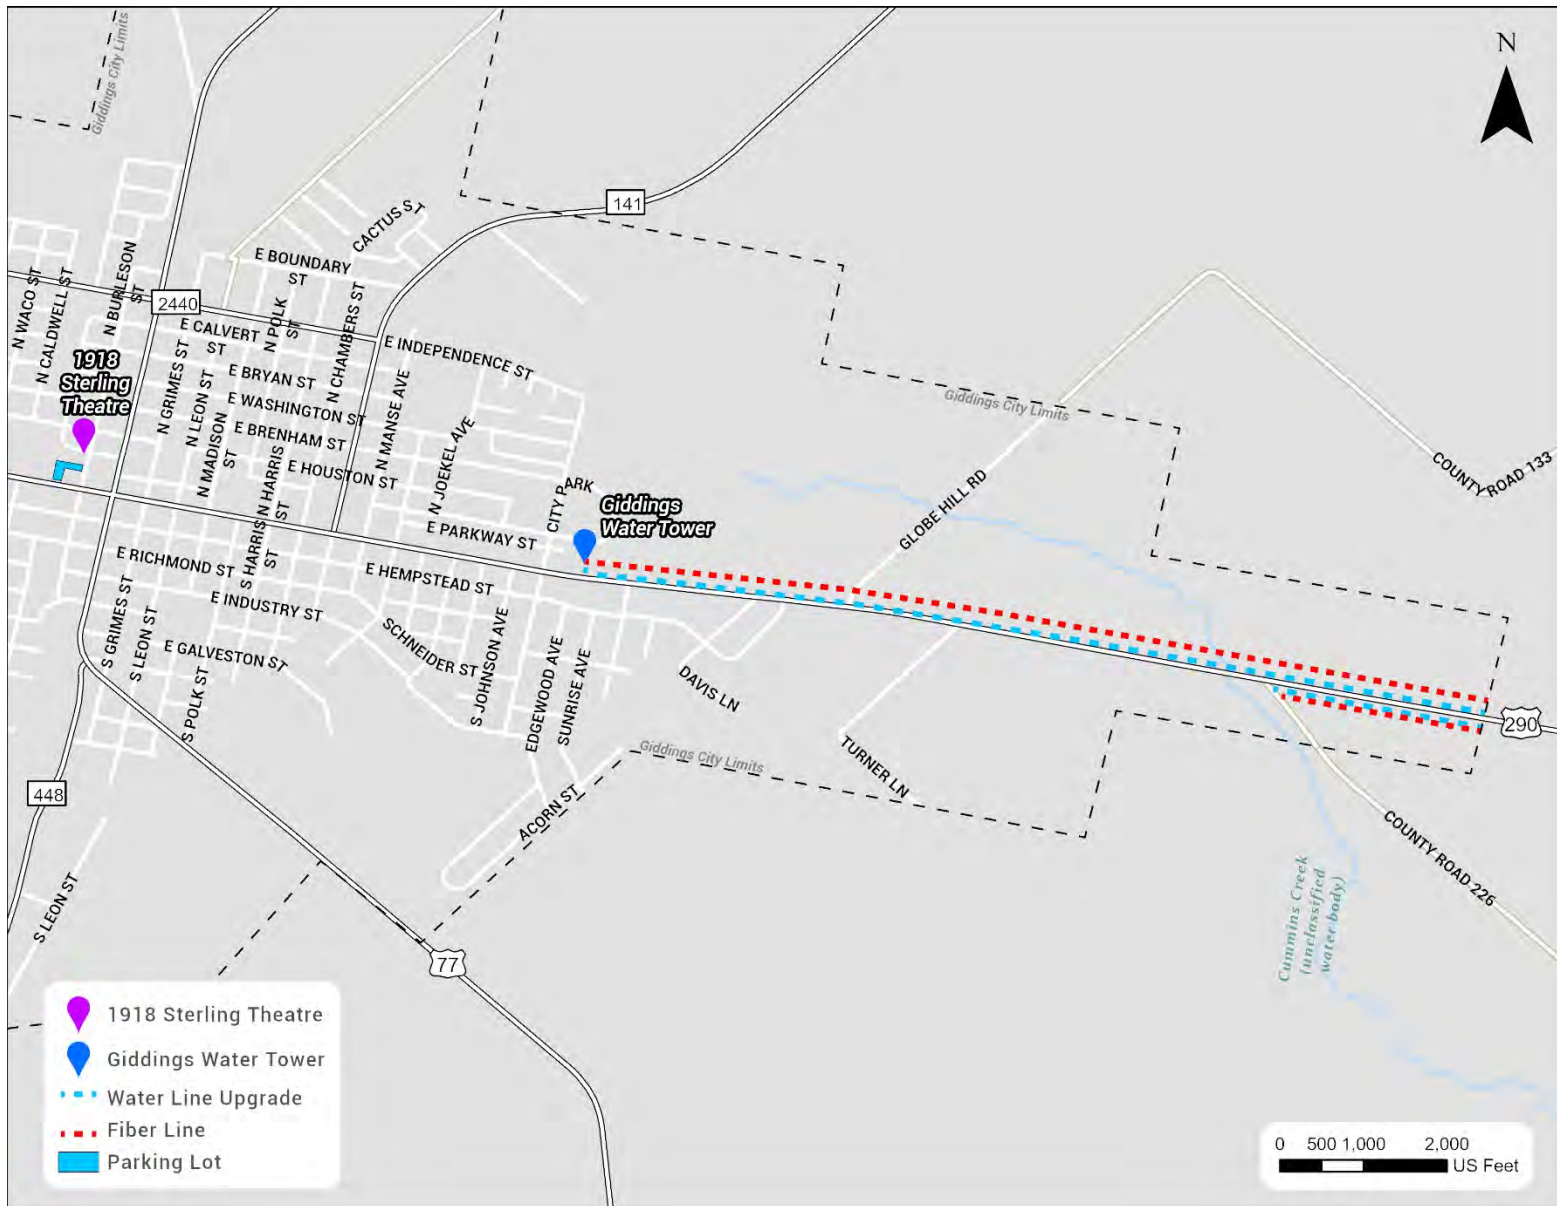 Giddings City Limits
N
141
CACTUS ST
E BOUNDARY
ST
2440
N WACO ST
N CALDWELL ST
N BURLESON
ST
E CALVERT
ST
N POLK
ST
N CHAMBERS ST
E INDEPENDENCE ST
1918
Sterling
Theatre
N GRIMES ST
N LEON ST
N MADISON
ST
E BRYAN ST
E WASHINGTON ST
E BRENHAM ST
E HOUSTON ST
N HARRIS
ST
N MANSE AVE
N JOEKEL AVE
CITY PARK
Giddings
Water Tower
Giddings City Limits
GLOBE HILL RD
COUNTY ROAD 133
E PARKWAY ST
E RICHMOND ST
S HARRIS
ST
E HEMPSTEAD ST
E INDUSTRY ST
S GRIMES ST
S LEON ST
E GALVESTON ST
S POLK ST
SCHNEIDER ST
S JOHNSON AVE
EDGEWOOD AVE
SUNRISE AVE
DAVIS LN
TURNER LN
290
Giddings City Limits
448
ACORN ST
COUNTY ROAD 226
Cummins Creek
(unclassified
water body)
S LEON ST
77
1918 Sterling Theatre
Giddings Water Tower
Water Line Upgrade
Fiber Line
Parking Lot
0 500 1,000 2,000
US Feet